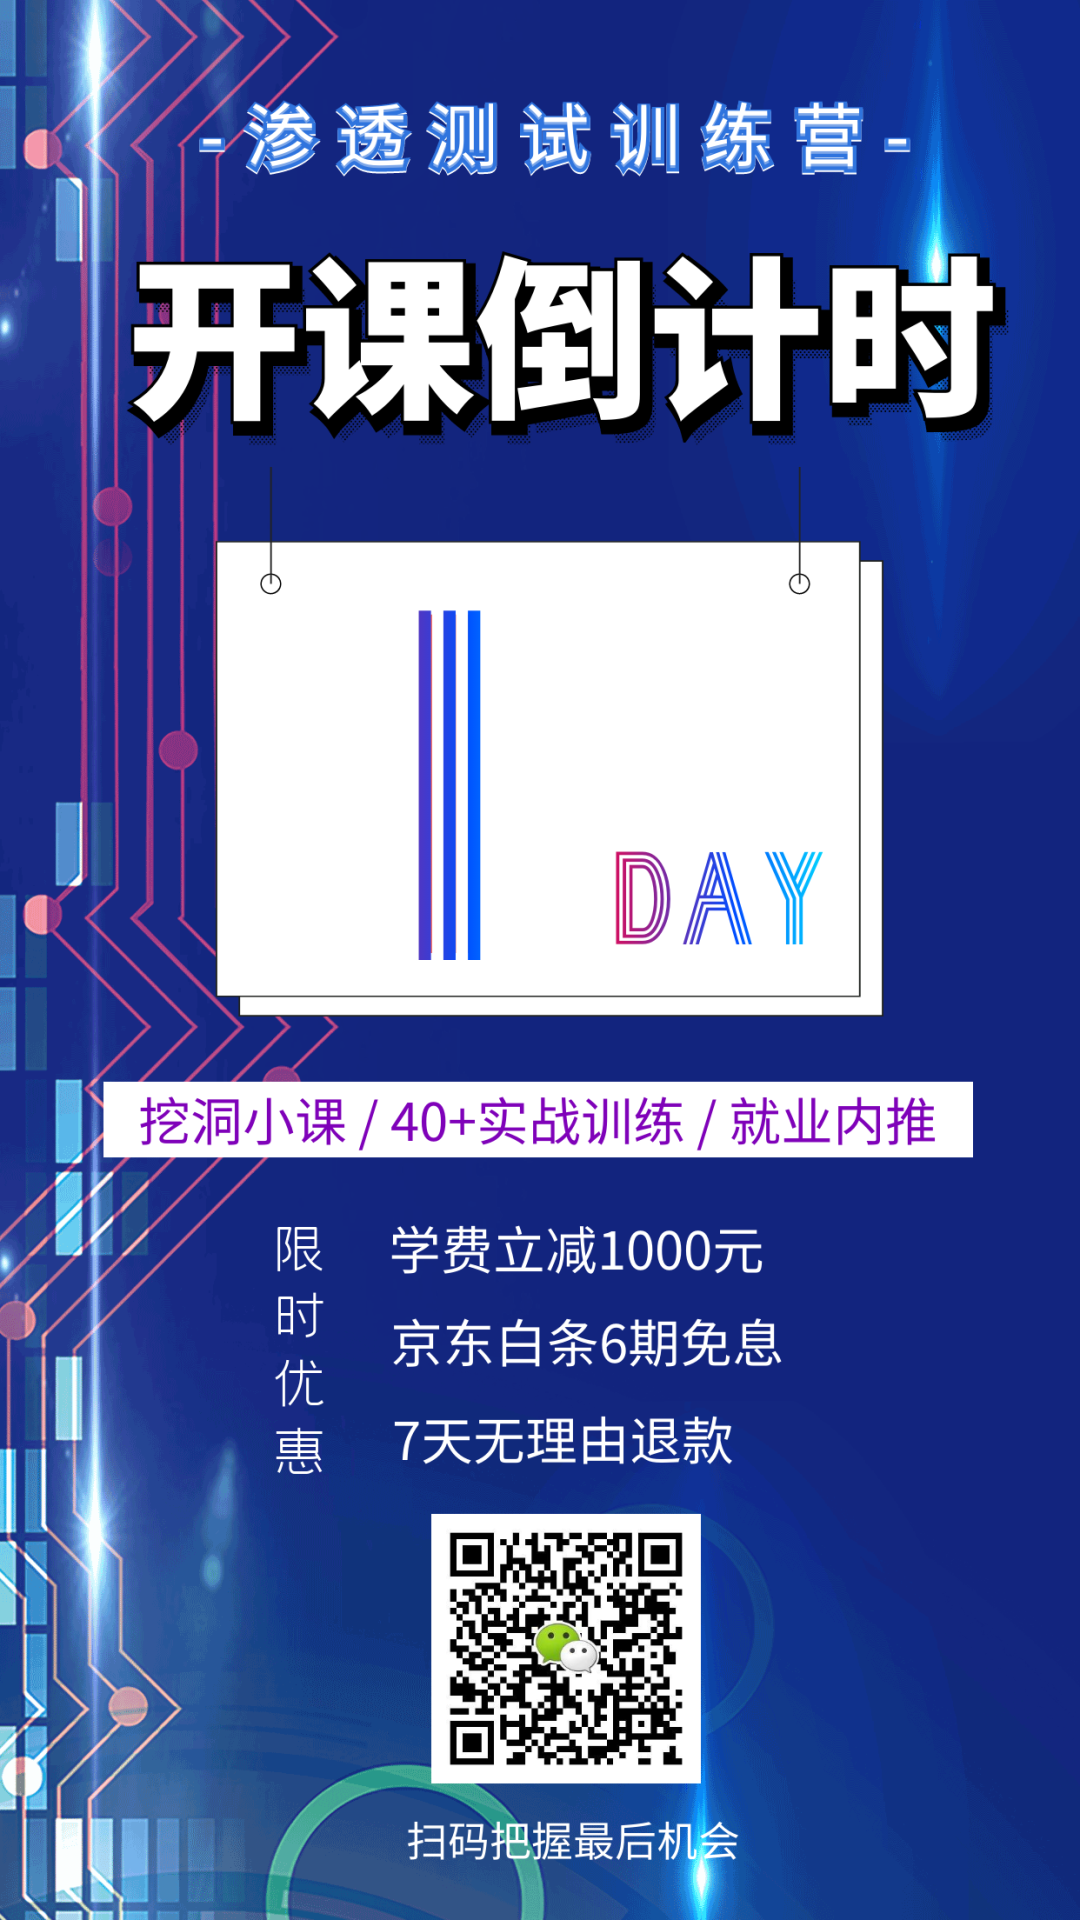 -渗透测试训练营-
开课倒计时
1
DAY
挖洞小课 / 40+实战训练 / 就业内推
限时优惠
学费立减1000元
京东白条6期免息
7天无理由退款
扫码把握最后机会